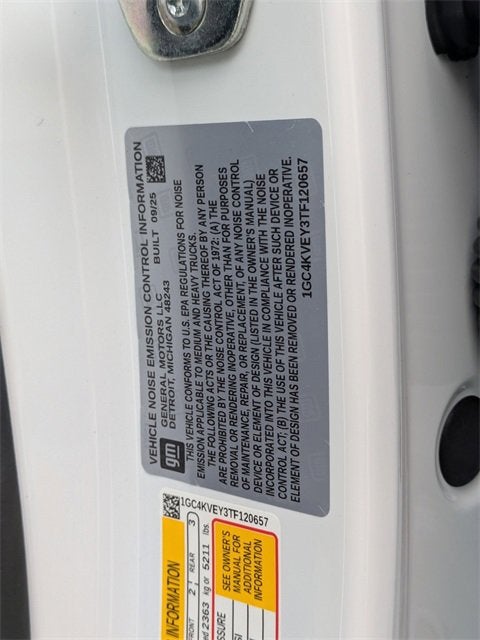 VEHICLE NOISE EMISSION CONTROL INFORMATION
gm
GENERAL MOTORS LLC BUILT 09/25
DETROIT, MICHIGAN 48243
THIS VEHICLE CONFORMS TO U.S. EPA REGULATIONS FOR NOISE
EMISSION APPLICABLE TO MEDIUM AND HEAVY TRUCKS.
THE FOLLOWING ACTS OR THE CAUSING THEREOF BY ANY PERSON
ARE PROHIBITED BY THE NOISE CONTROL ACT OF 1972: (A) THE
REMOVAL OR RENDERING INOPERATIVE, OTHER THAN FOR PURPOSES
OF MAINTENANCE, REPAIR, OR REPLACEMENT, OF ANY NOISE CONTROL
DEVICE OR ELEMENT OF DESIGN (LISTED IN THE OWNER'S MANUAL)
INCORPORATED INTO THIS VEHICLE IN COMPLIANCE WITH THE NOISE
CONTROL ACT; (B) THE USE OF THIS VEHICLE AFTER SUCH DEVICE OR
ELEMENT OF DESIGN HAS BEEN REMOVED OR RENDERED INOPERATIVE.
1GC4KVEY3TF120657
1GC4KVEY3TF120657
INFORMATION
FRONT 2 REAR 3
2363 kg or 5211 lbs.
SEE OWNER'S
MANUAL FOR
ADDITIONAL
INFORMATION